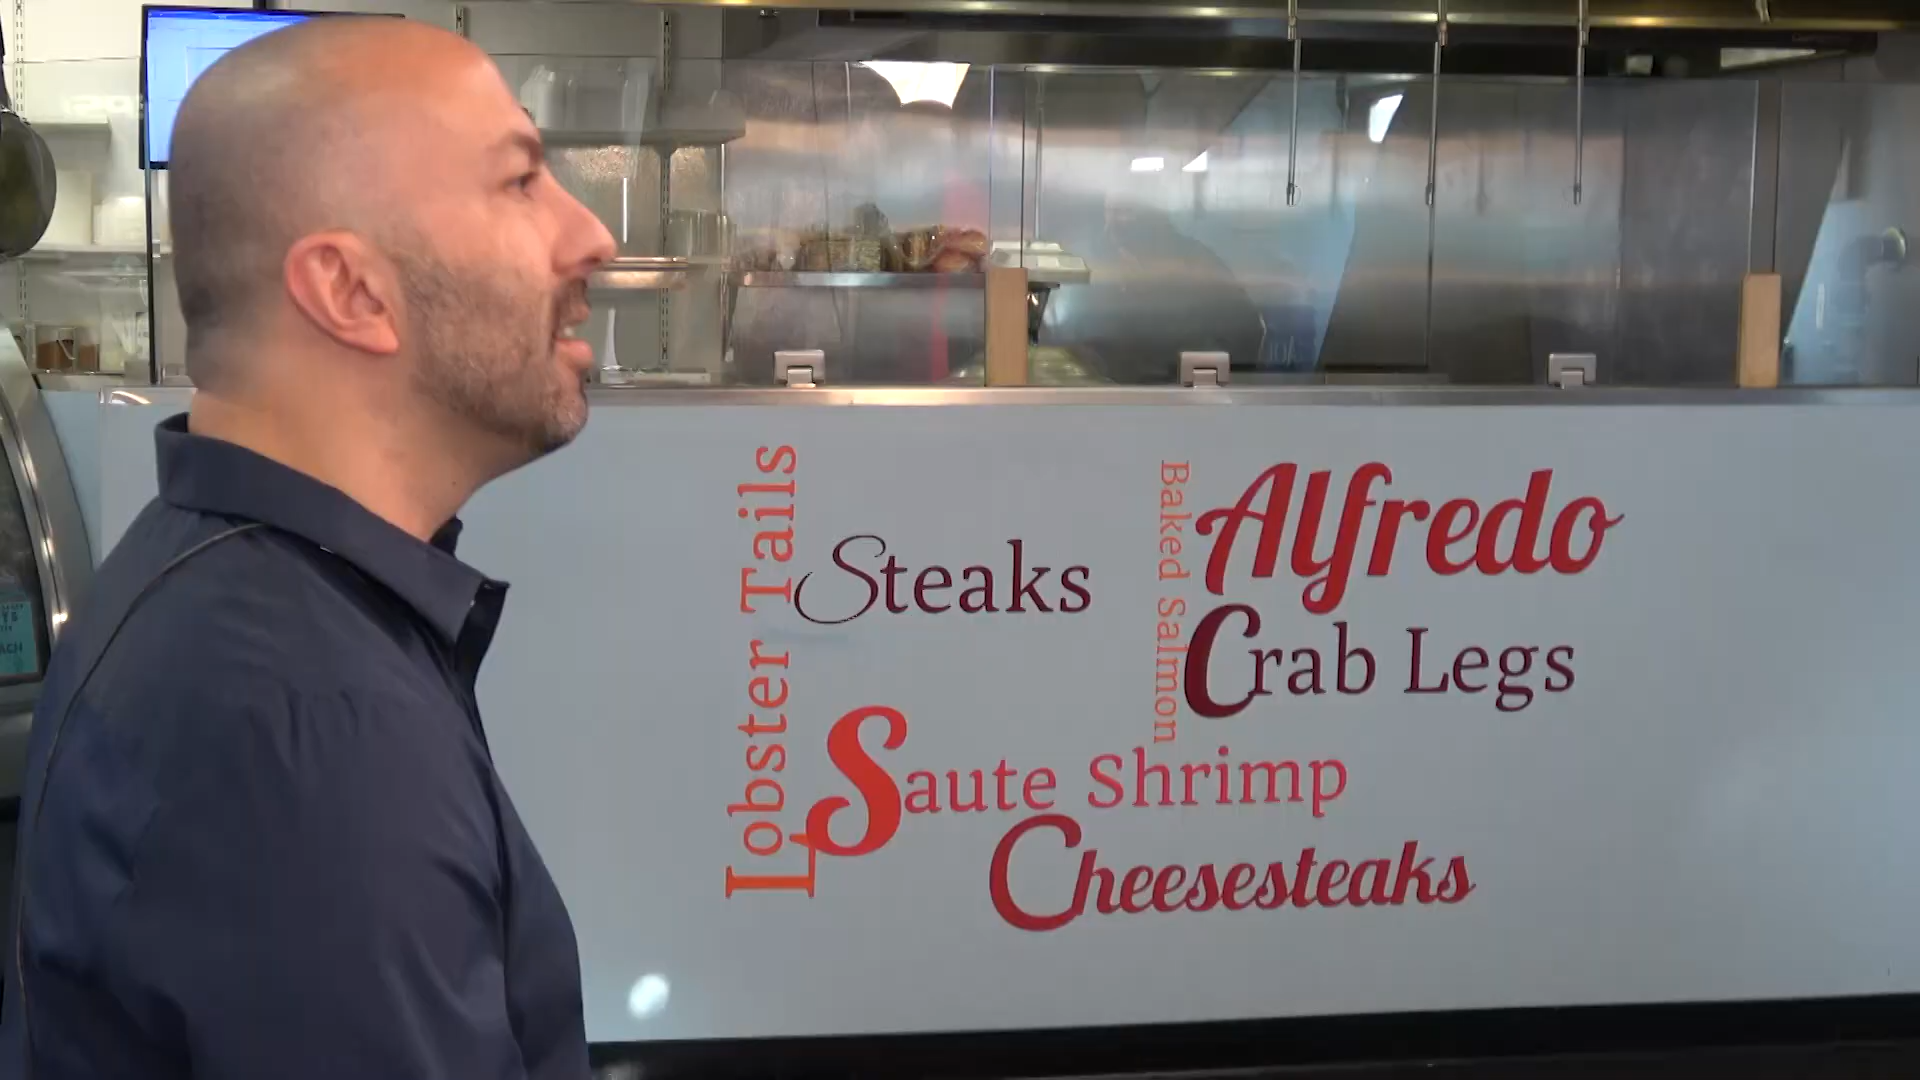 Lobster Tails
Steaks
Baked Salmon
Alfredo
Crab Legs
Saute Shrimp
Cheesesteaks